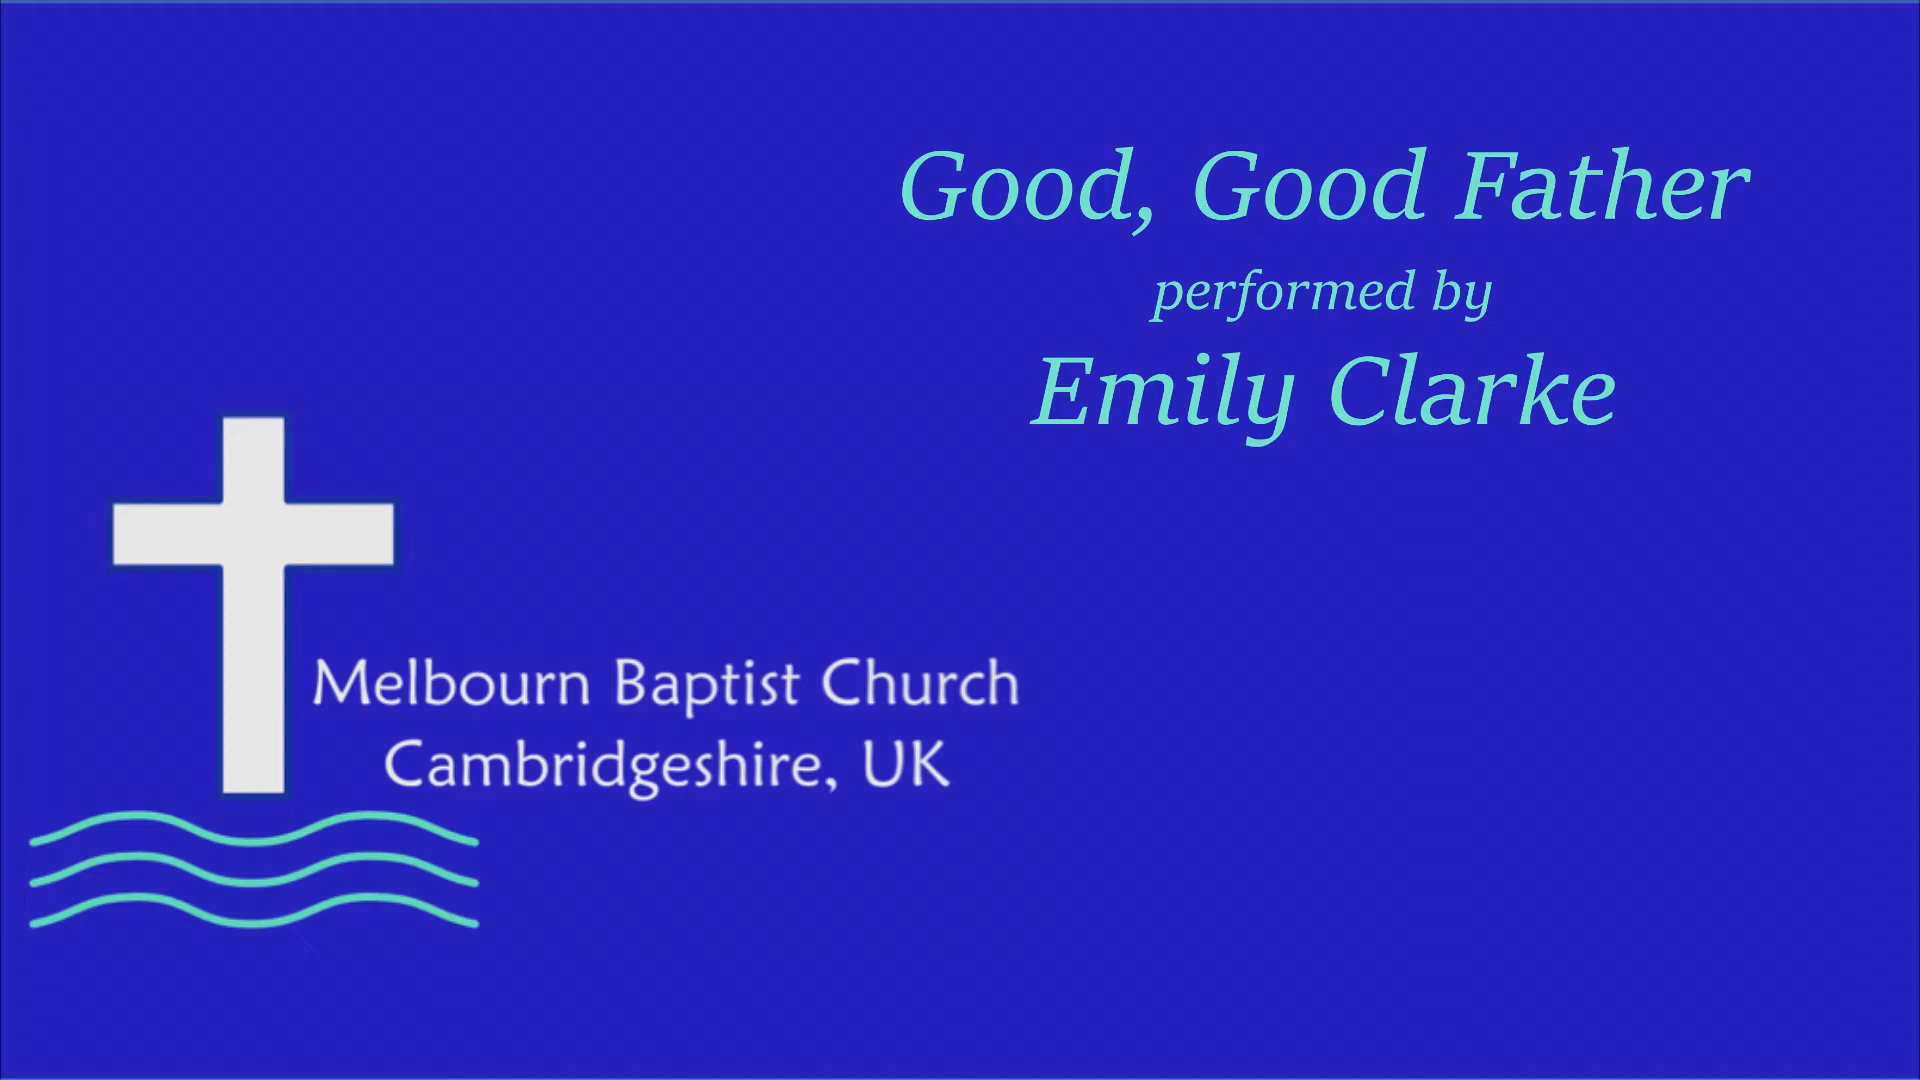 Good, Good Father
performed by
Emily Clarke
Melbourn Baptist Church
Cambridgeshire, UK